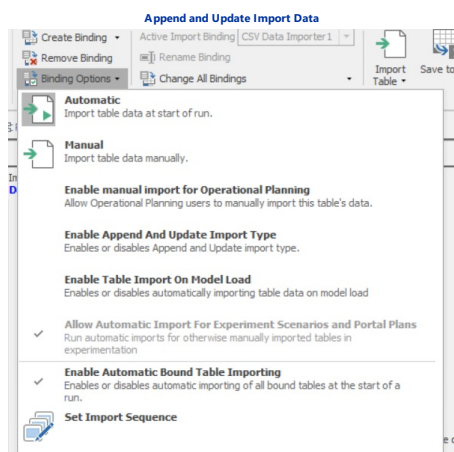 Append and Update Import Data
Create Binding
Active Import Binding CSV Data Importer1
Remove Binding
Rename Binding
Binding Options
Change All Bindings
Import
Table
Save to
Automatic
Import table data at start of run.
Manual
Import table data manually.
Enable manual import for Operational Planning
Allow Operational Planning users to manually import this table's data.
Enable Append And Update Import Type
Enables or disables Append and Update import type.
Enable Table Import On Model Load
Enables or disables automatically importing table data on model load
Allow Automatic Import For Experiment Scenarios and Portal Plans
Run automatic imports for otherwise manually imported tables in
experimentation
Enable Automatic Bound Table Importing
Enables or disables automatic importing of all bound tables at the start of a
run.
Set Import Sequence